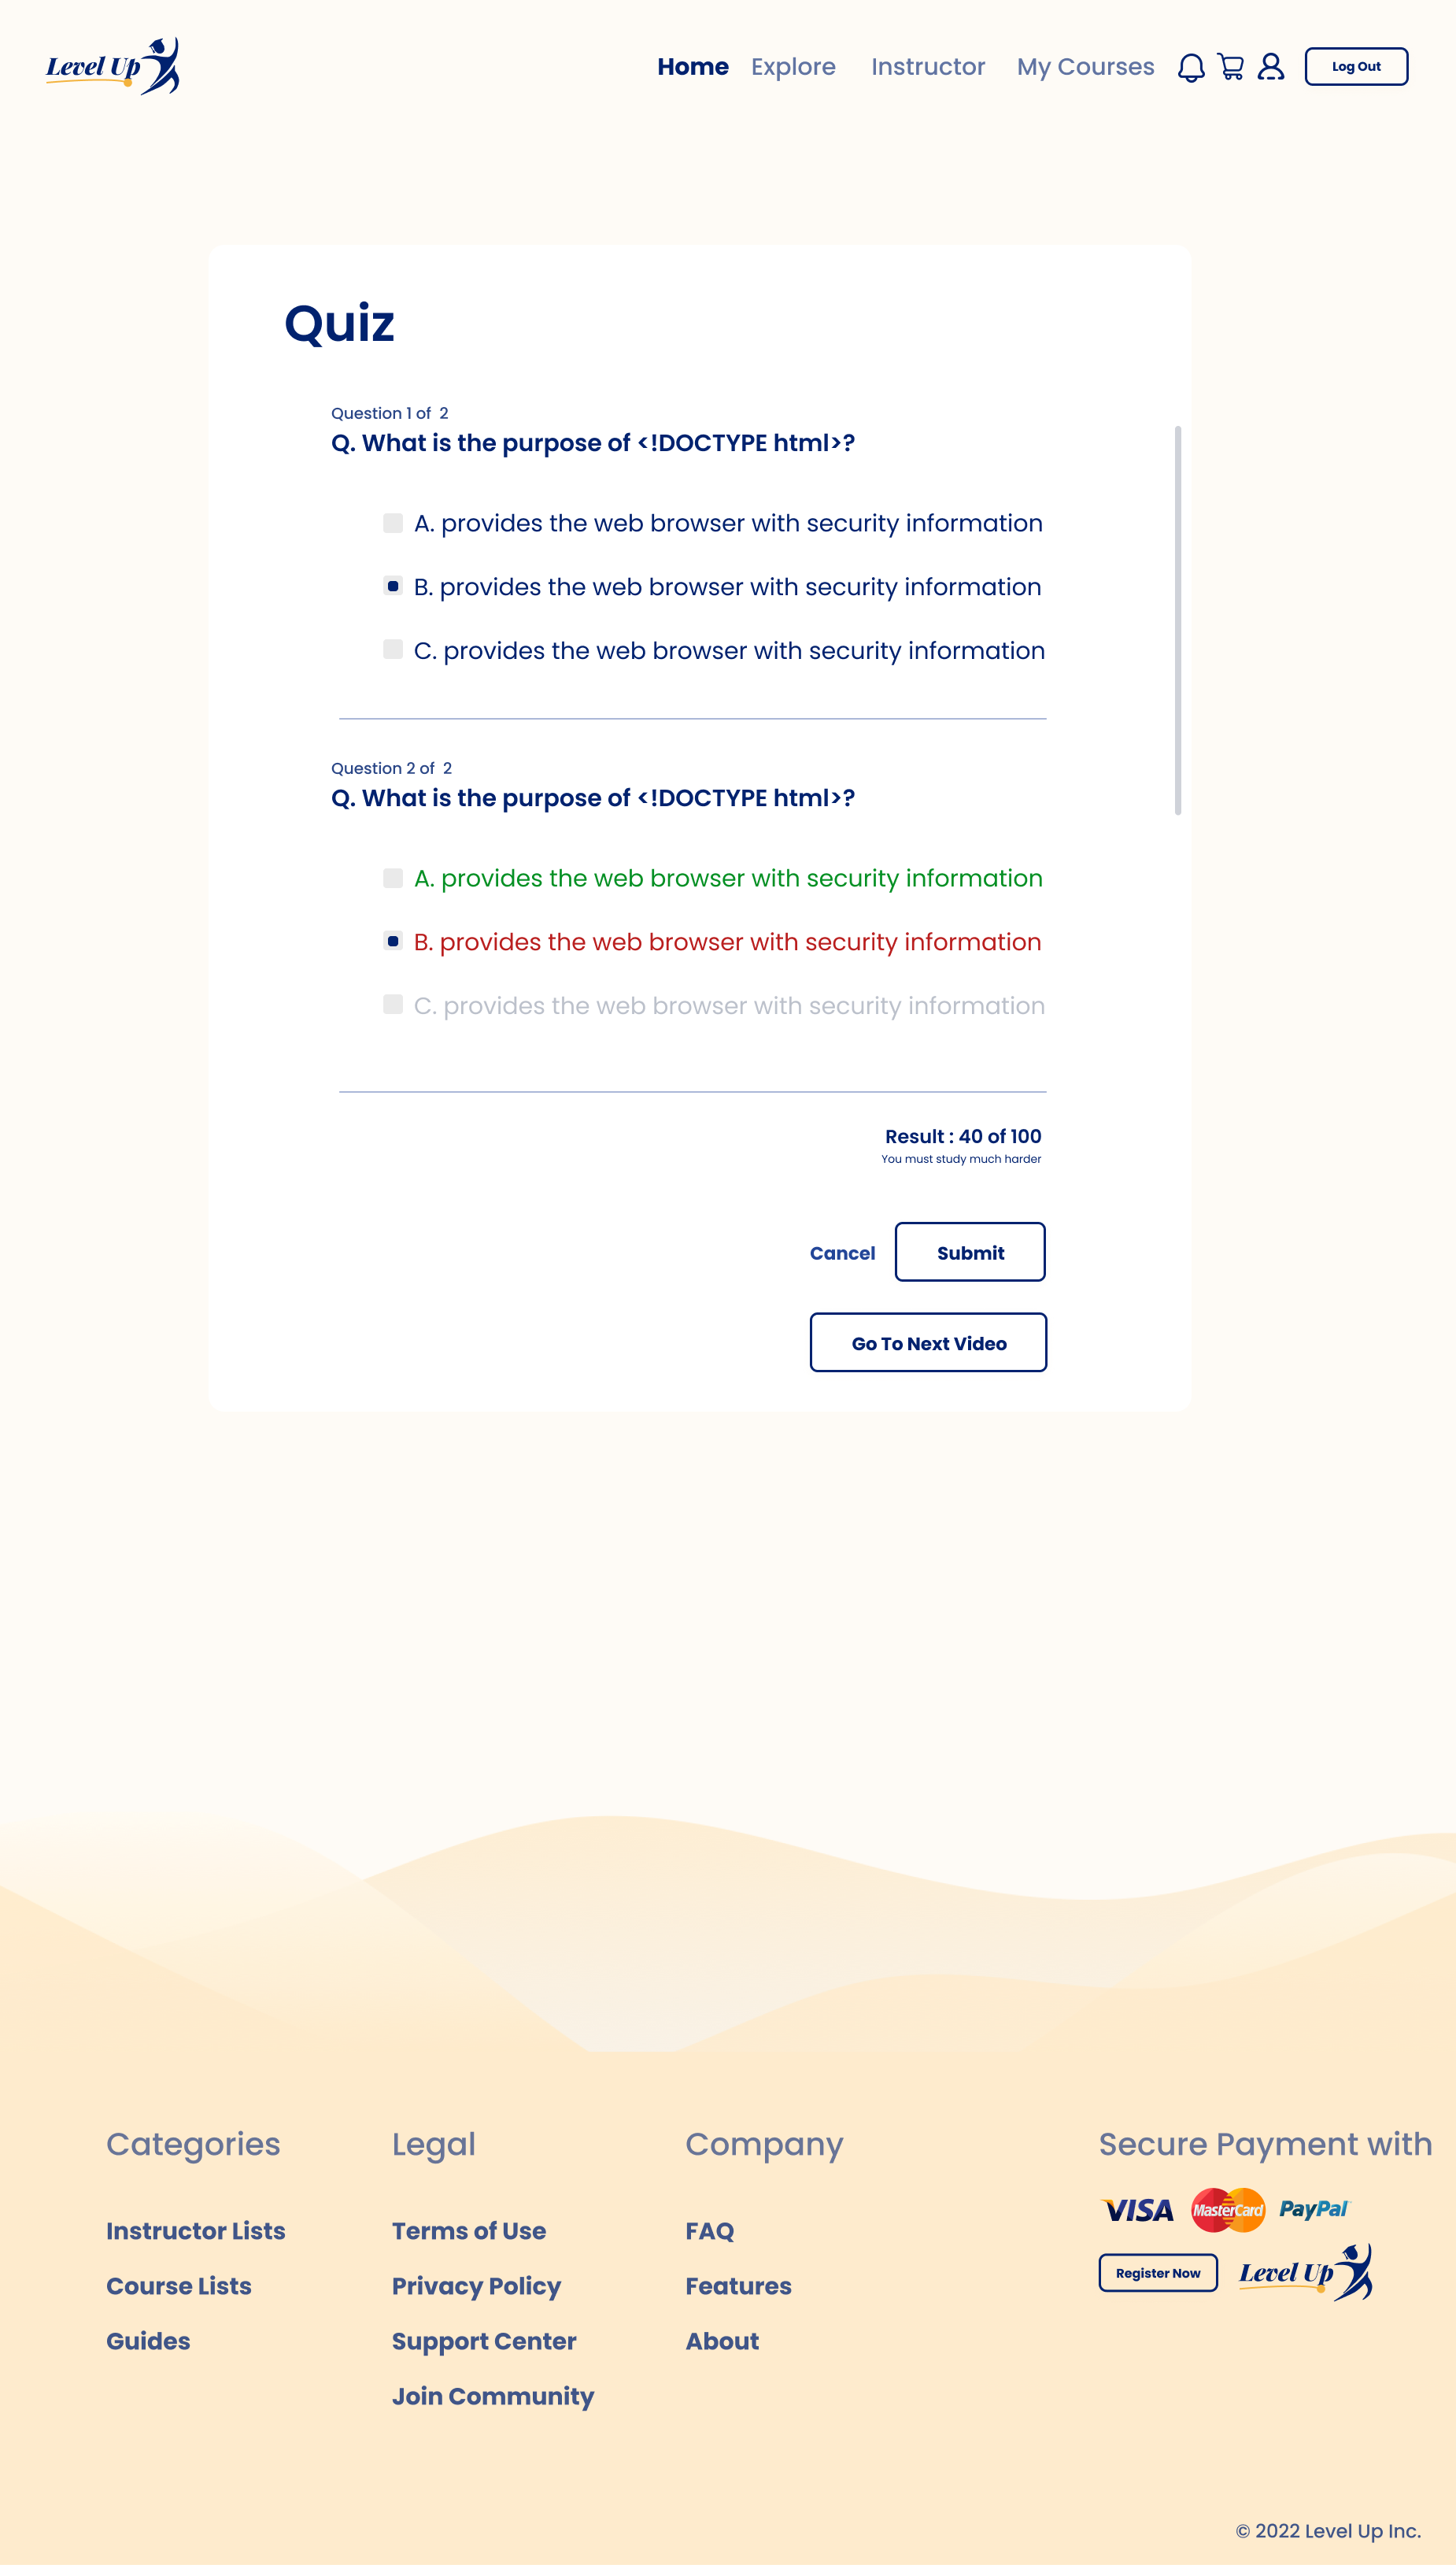 Level Up
Home Explore Instructor My Courses Log Out
Quiz
Question 1 of 2
Q. What is the purpose of <!DOCTYPE html>?
A. provides the web browser with security information
B. provides the web browser with security information
C. provides the web browser with security information
Question 2 of 2
Q. What is the purpose of <!DOCTYPE html>?
A. provides the web browser with security information
B. provides the web browser with security information
C. provides the web browser with security information
Result : 40 of 100
You must study much harder
Cancel Submit
Go To Next Video
Categories Legal Company Secure Payment with
VISA MasterCard PayPal
Instructor Lists Terms of Use FAQ
Register Now Level Up
Course Lists Privacy Policy Features
Guides Support Center About
Join Community
© 2022 Level Up Inc.